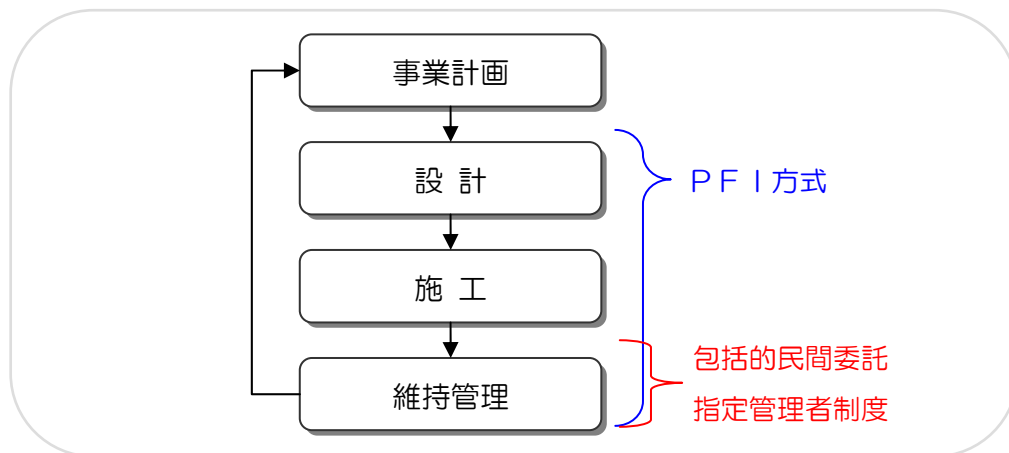 事業計画
設 計
ＰＦＩ方式
施 工
包括的民間委託
維持管理
指定管理者制度